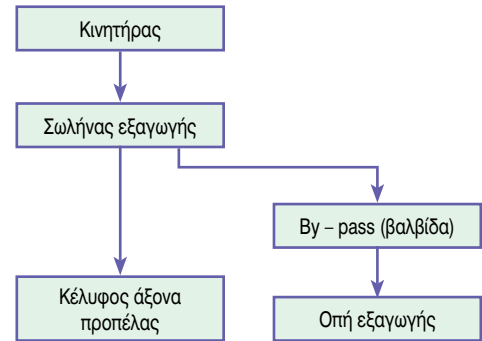 Κινητήρας
Σωλήνας εξαγωγής
By – pass (βαλβίδα)
Κέλυφος άξονα
προπέλας
Οπή εξαγωγής